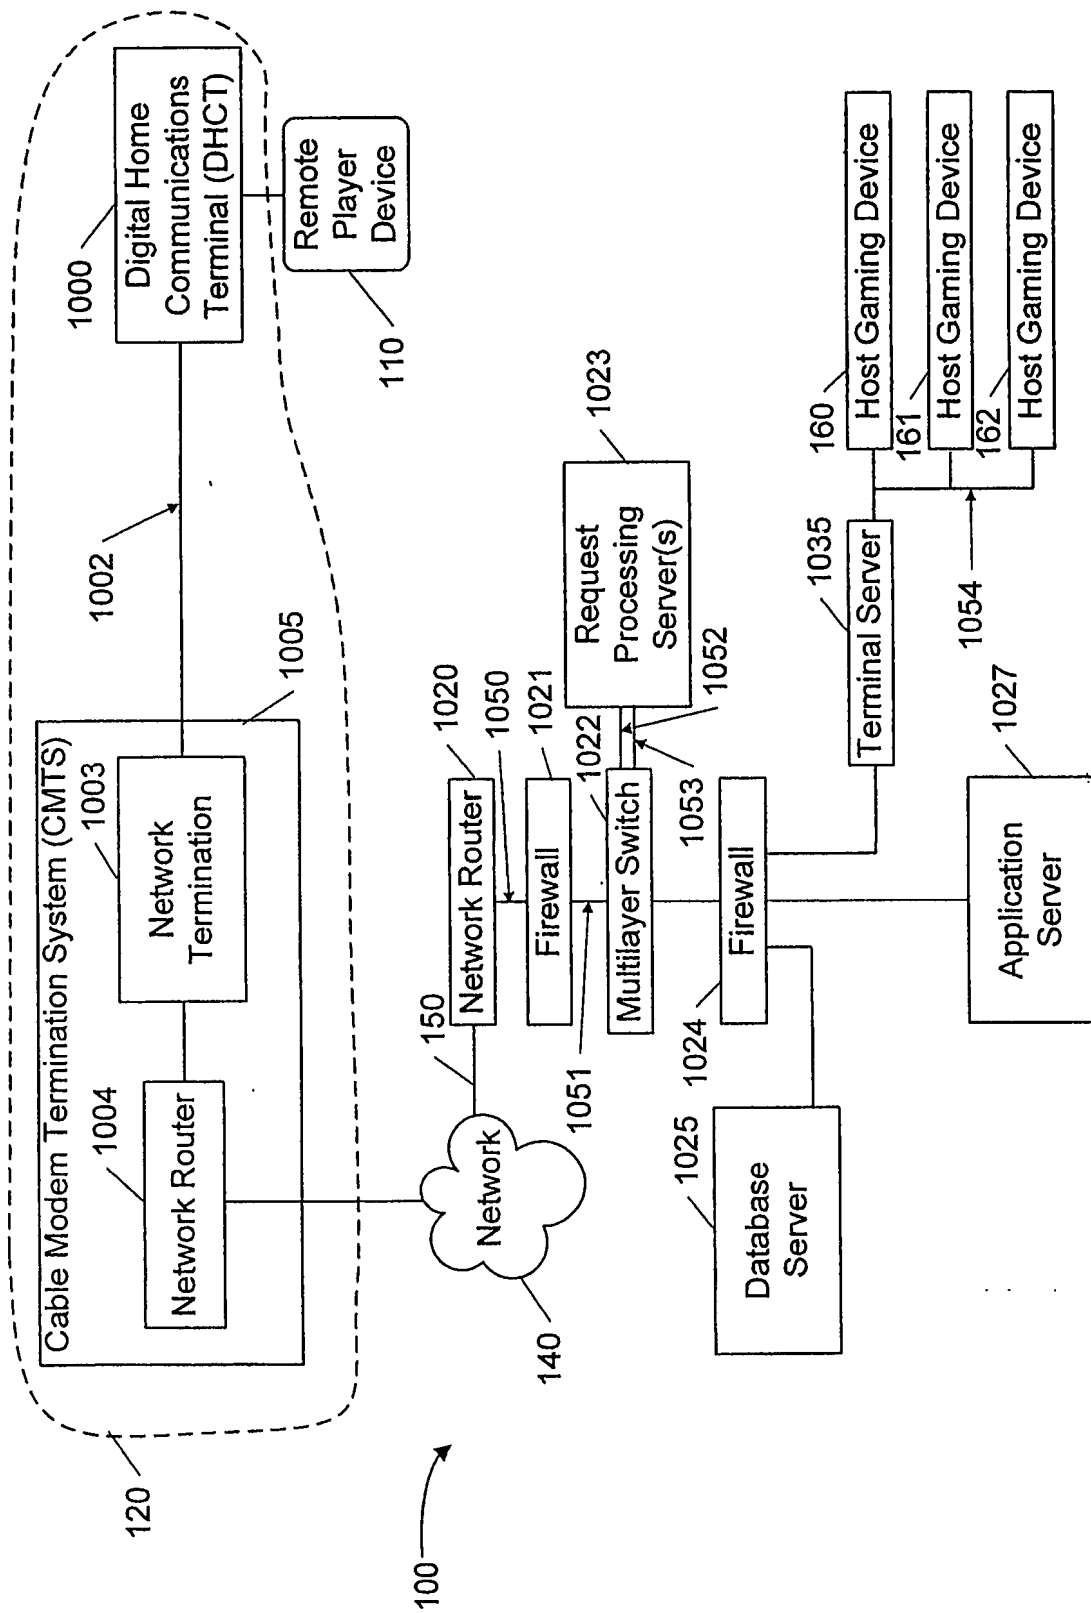 Cable Modem Termination System (CMTS)
1003
Network
Termination
1004
Network Router
1005
1002
1000
Digital Home
Communications
Terminal (DHCT)
Remote
Player
Device
110
120
100
140
Network
150
Network Router
1020
1050
Firewall
1021
1051
Multilayer Switch
1022
Request
Processing
Server(s)
1023
1052
1053
Firewall
1024
Database
Server
1025
Application
Server
1027
Terminal Server
1035
1054
160
Host Gaming Device
161
Host Gaming Device
162
Host Gaming Device